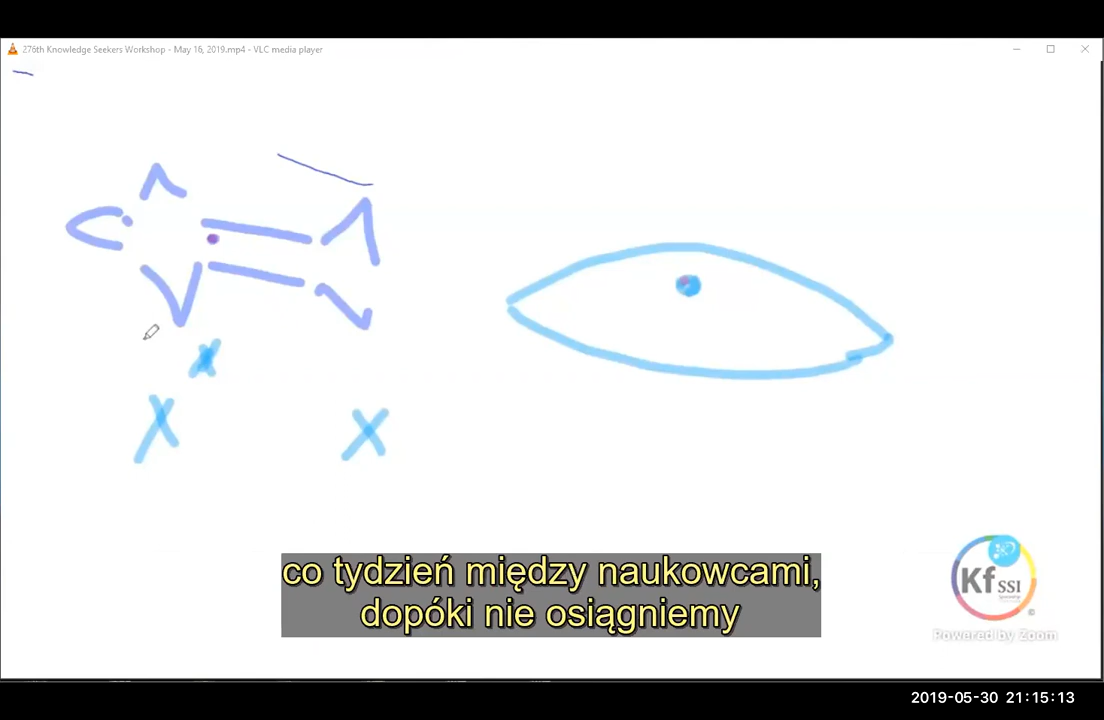 276th Knowledge Seekers Workshop - May 16, 2019.mp4 - VLC media player
X
X
X
co tydzień między naukowcami,
dopóki nie osiągniemy
Kf SSI
©
Powered by Zoom
2019-05-30 21:15:13